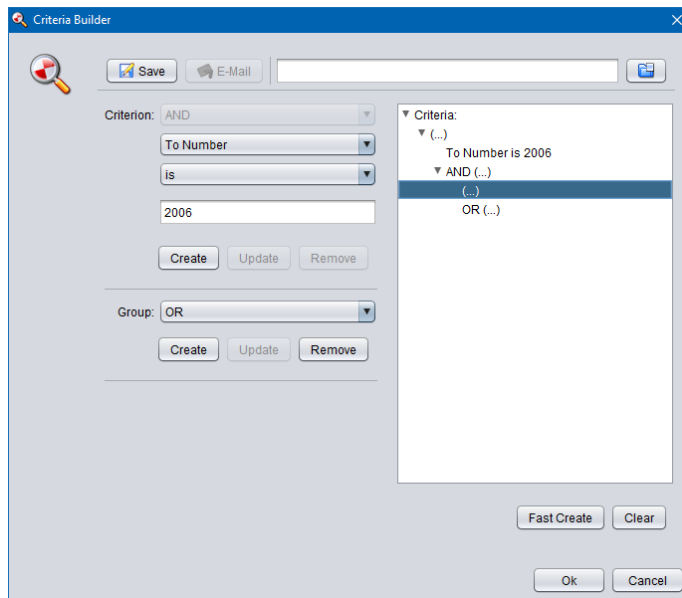 Criteria Builder
Save
E-Mail
Criterion: AND
To Number
is
2006
Create Update Remove
Group: OR
Create Update Remove
Criteria:
(...)
To Number is 2006
AND (...)
(...)
OR (...)
Fast Create Clear
Ok Cancel